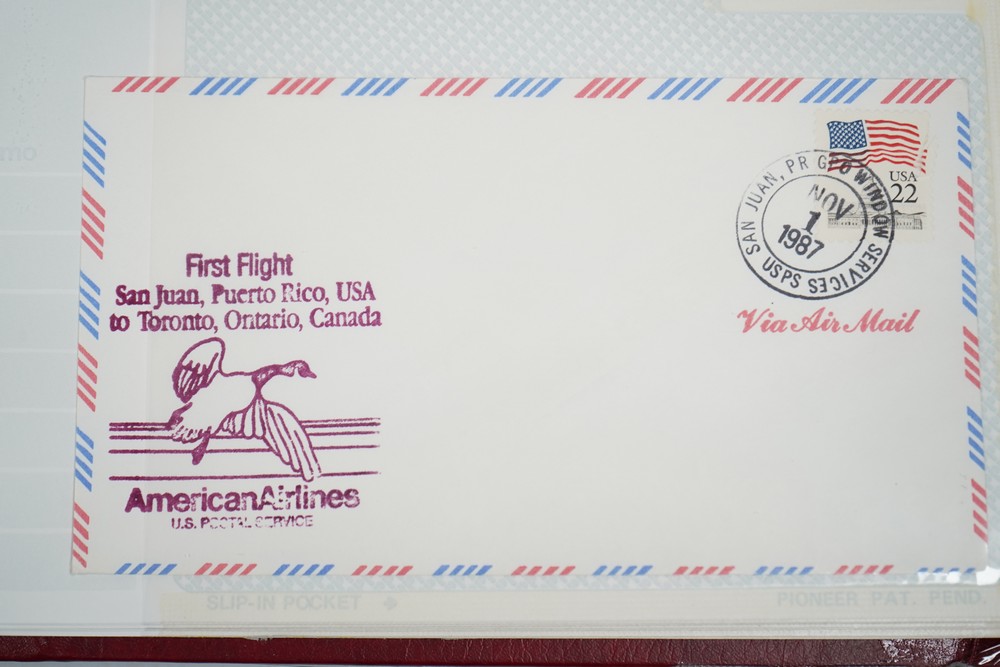 USA
22
SAN JUAN, PR GPO WINDOW SERVICES
NOV
1
1987
USPS
Via Air Mail
First Flight
San Juan, Puerto Rico, USA
to Toronto, Ontario, Canada
AmericanAirlines
U.S. POSTAL SERVICE
SLIP-IN POCKET
PIONEER PAT. PEND.